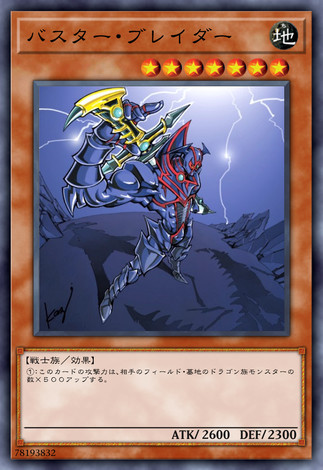 バスター・ブレイダー
地
【戦士族／効果】
①：このカードの攻撃力は、相手のフィールド・墓地のドラゴン族モンスターの
数×５００アップする。
ATK/ 2600 DEF/ 2300
78193832